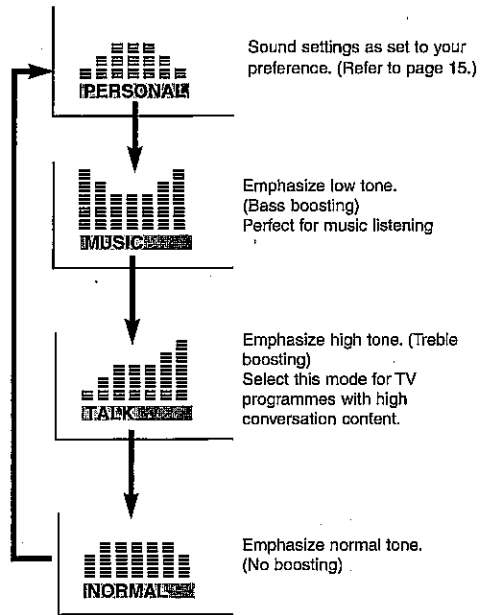 PERSONAL
Sound settings as set to your
preference. (Refer to page 15.)
MUSIC
Emphasize low tone.
(Bass boosting)
Perfect for music listening
TALK
Emphasize high tone. (Treble
boosting)
Select this mode for TV
programmes with high
conversation content.
NORMAL
Emphasize normal tone.
(No boosting)